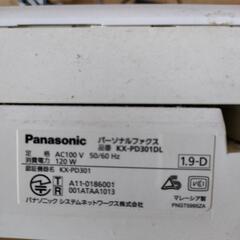 Panasonic パーソナルファクス
品番 KX-PD301DL
電源 AC100 V 50/60 Hz
消費電力 120 W
1.9-D
認証機器名 KX-PD301
T A11-0186001
R 001ATAA1013
マレーシア製
パナソニック システムネットワークス株式会社
PNGT5995ZA